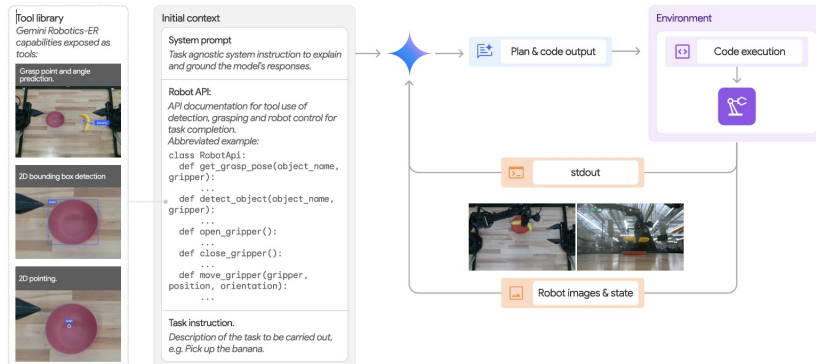 Tool library
Gemini Robotics-ER
capabilities exposed as
tools:
Grasp point and angle
prediction.
2D bounding box detection
2D pointing.
Initial context
System prompt
Task agnostic system instruction to explain
and ground the model's responses.
Robot API:
API documentation for tool use of
detection, grasping and robot control for
task completion.
Abbreviated example:
class RobotApi:
def get_grasp_pose(object_name,
gripper):
...
def detect_object(object_name,
gripper):
...
def open_gripper():
...
def close_gripper():
...
def move_gripper(gripper,
position, orientation):
...
Task instruction.
Description of the task to be carried out,
e.g. Pick up the banana.
Plan & code output
Environment
Code execution
stdout
Robot images & state